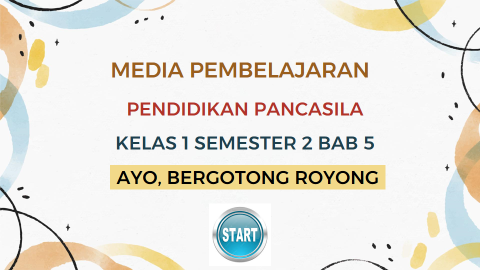 MEDIA PEMBELAJARAN
PENDIDIKAN PANCASILA
KELAS 1 SEMESTER 2 BAB 5
AYO, BERGOTONG ROYONG
START